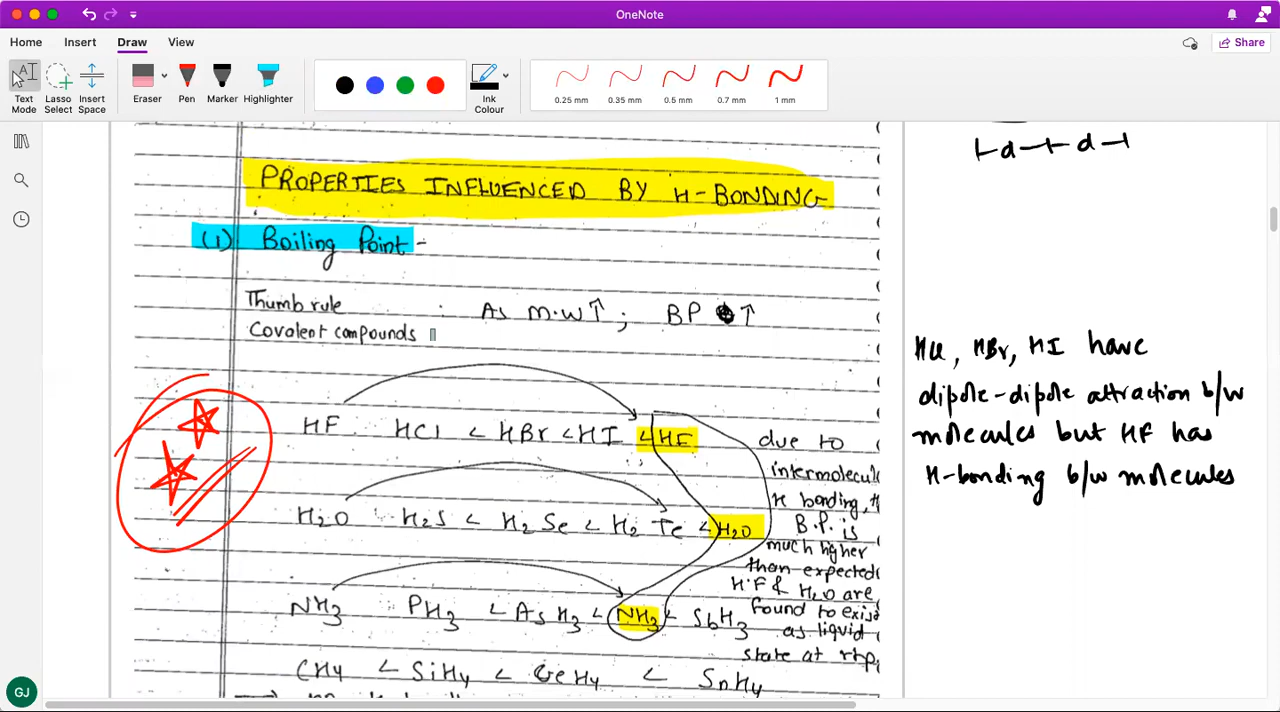 OneNote
Home Insert Draw View
Share
Text Mode
Lasso Select
Insert Space
Eraser
Pen
Marker
Highlighter
Ink Colour
0.25 mm
0.35 mm
0.5 mm
0.7 mm
1 mm
⊢d+d⊣
PROPERTIES INFLUENCED BY H-BONDING
(1) Boiling Point -
Thumb rule : As M.W↑ ; BP ↑
Covalent compounds
HF HCl < HBr < HI < HF
H2O H2S < H2Se < H2Te < H2O
NH3 PH3 < AsH3 < NH3 < SbH3
CH4 < SiH4 < GeH4 < SnH4
due to
intermolecul
H bonding,
B.P. is
much higher
than expected
H.F & H2O are
found to exis
as liquid
state at rtp
HCl, HBr, HI have
dipole-dipole attraction b/w
molecules but HF has
H-bonding b/w molecules
GJ